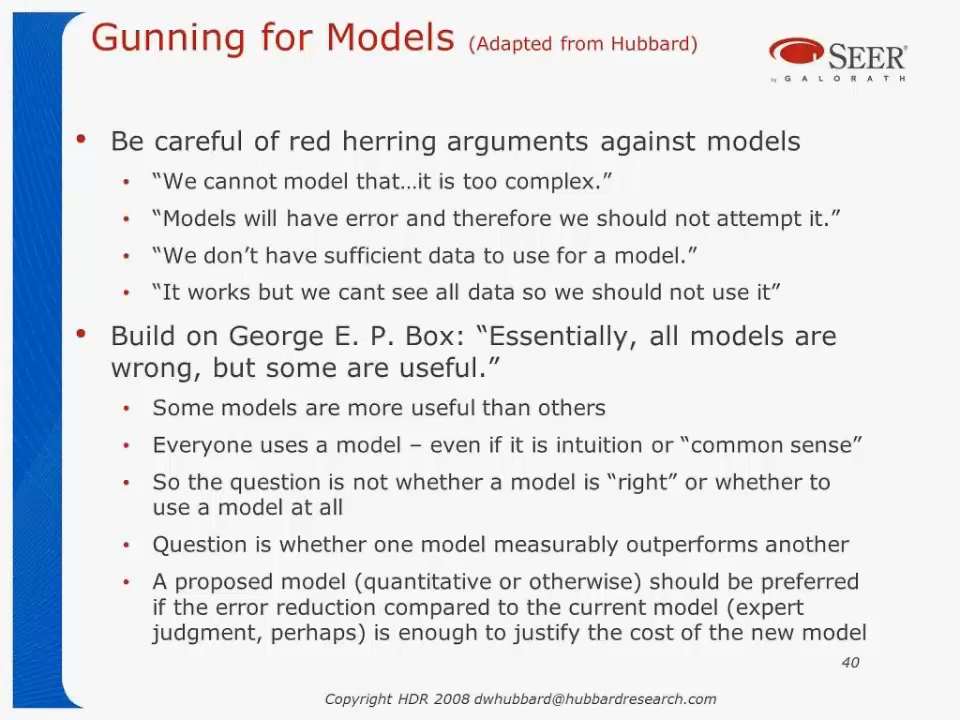 Gunning for Models (Adapted from Hubbard)
SEER®
by GALORATH
• Be careful of red herring arguments against models
• “We cannot model that…it is too complex.”
• “Models will have error and therefore we should not attempt it.”
• “We don’t have sufficient data to use for a model.”
• “It works but we cant see all data so we should not use it”
• Build on George E. P. Box: “Essentially, all models are
wrong, but some are useful.”
• Some models are more useful than others
• Everyone uses a model – even if it is intuition or “common sense”
• So the question is not whether a model is “right” or whether to
use a model at all
• Question is whether one model measurably outperforms another
• A proposed model (quantitative or otherwise) should be preferred
if the error reduction compared to the current model (expert
judgment, perhaps) is enough to justify the cost of the new model
40
Copyright HDR 2008 dwhubbard@hubbardresearch.com